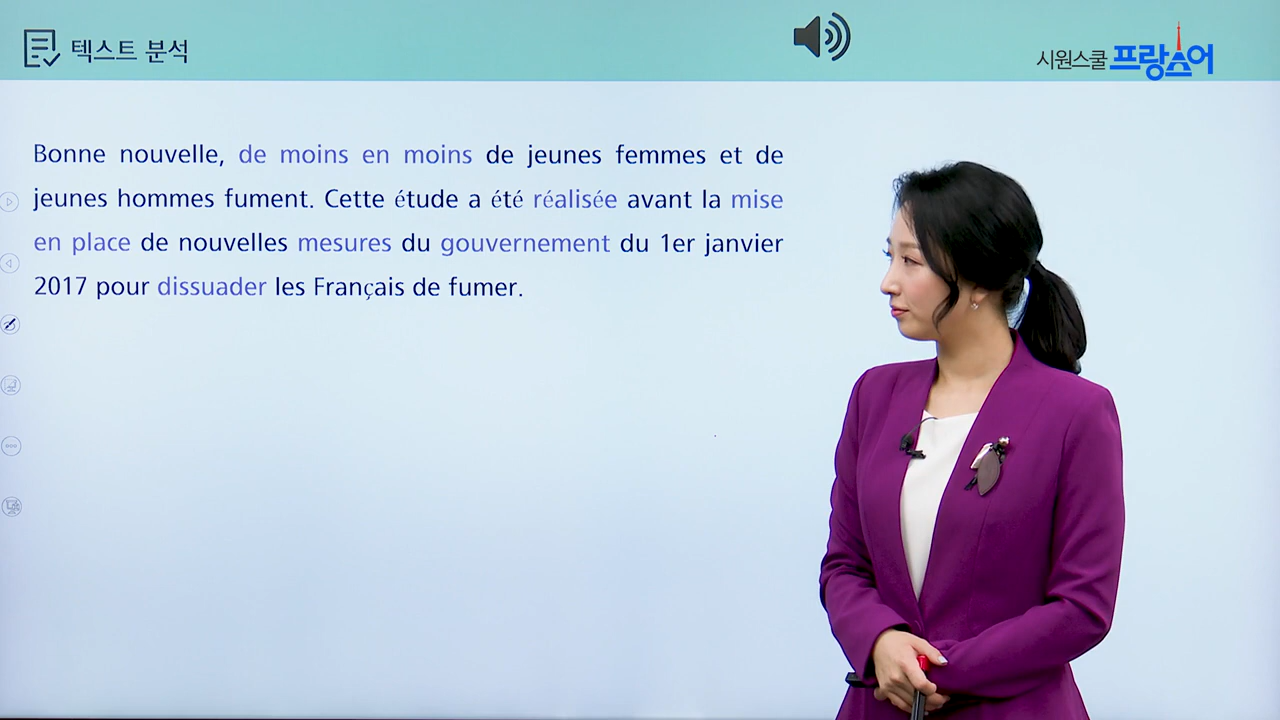 텍스트 분석
시원스쿨 프랑스어
Bonne nouvelle, de moins en moins de jeunes femmes et de
jeunes hommes fument. Cette étude a été réalisée avant la mise
en place de nouvelles mesures du gouvernement du 1er janvier
2017 pour dissuader les Français de fumer.